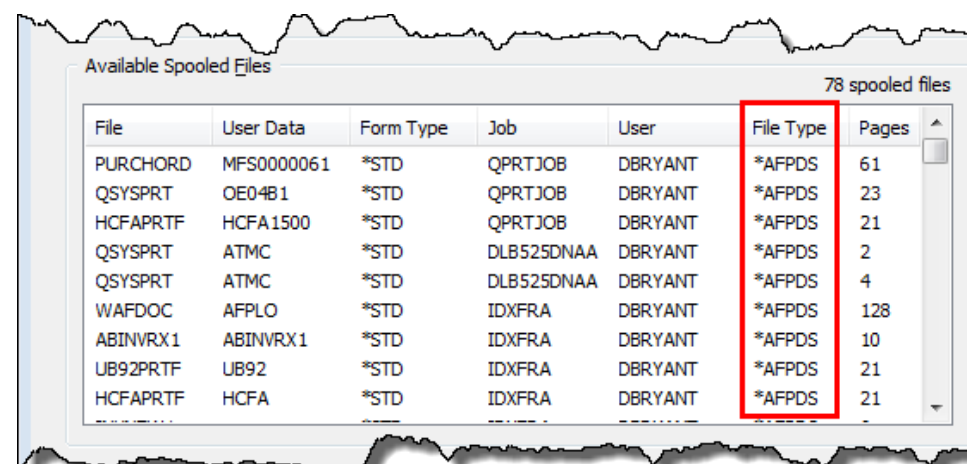 Available Spooled Files
78 spooled files
File User Data Form Type Job User File Type Pages
PURCHORD MFS0000061 *STD QPRTJOB DBRYANT *AFPDS 61
QSYSPRT OE04B1 *STD QPRTJOB DBRYANT *AFPDS 23
HCFAPRTF HCFA1500 *STD QPRTJOB DBRYANT *AFPDS 21
QSYSPRT ATMC *STD DLB525DNAA DBRYANT *AFPDS 2
QSYSPRT ATMC *STD DLB525DNAA DBRYANT *AFPDS 4
WAFDOC AFPLO *STD IDXFRA DBRYANT *AFPDS 128
ABINVRX1 ABINVRX1 *STD IDXFRA DBRYANT *AFPDS 10
UB92PRTF UB92 *STD IDXFRA DBRYANT *AFPDS 21
HCFAPRTF HCFA *STD IDXFRA DBRYANT *AFPDS 21